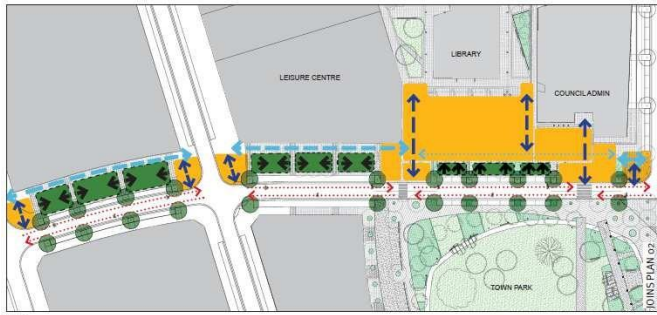 LIBRARY
LEISURE CENTRE
COUNCIL ADMIN
TOWN PARK
JOINS PLAN 02